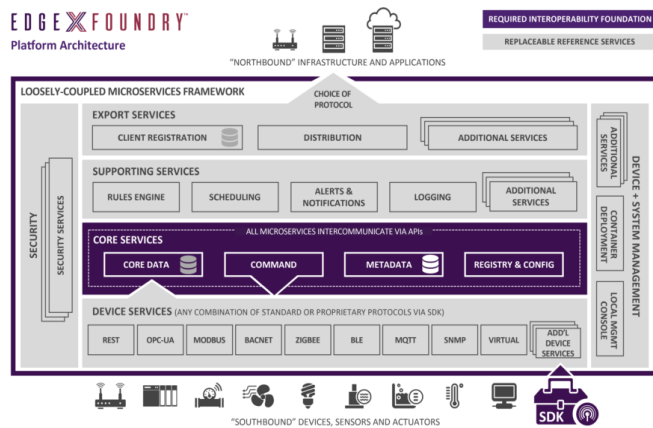 EDGE X FOUNDRY™
Platform Architecture
REQUIRED INTEROPERABILITY FOUNDATION
REPLACEABLE REFERENCE SERVICES
"NORTHBOUND" INFRASTRUCTURE AND APPLICATIONS
LOOSELY-COUPLED MICROSERVICES FRAMEWORK
CHOICE OF
PROTOCOL
EXPORT SERVICES
CLIENT REGISTRATION
DISTRIBUTION
ADDITIONAL SERVICES
SUPPORTING SERVICES
RULES ENGINE
SCHEDULING
ALERTS &
NOTIFICATIONS
LOGGING
ADDITIONAL
SERVICES
ALL MICROSERVICES INTERCOMMUNICATE VIA APIs
CORE SERVICES
CORE DATA
COMMAND
METADATA
REGISTRY & CONFIG
DEVICE SERVICES (ANY COMBINATION OF STANDARD OR PROPRIETARY PROTOCOLS VIA SDK)
REST
OPC-UA
MODBUS
BACNET
ZIGBEE
BLE
MQTT
SNMP
VIRTUAL
ADD'L
DEVICE
SERVICES
SECURITY
SECURITY SERVICES
ADDITIONAL
SERVICES
CONTAINER
DEPLOYMENT
LOCAL MGMT
CONSOLE
DEVICE + SYSTEM MANAGEMENT
SDK
"SOUTHBOUND" DEVICES, SENSORS AND ACTUATORS